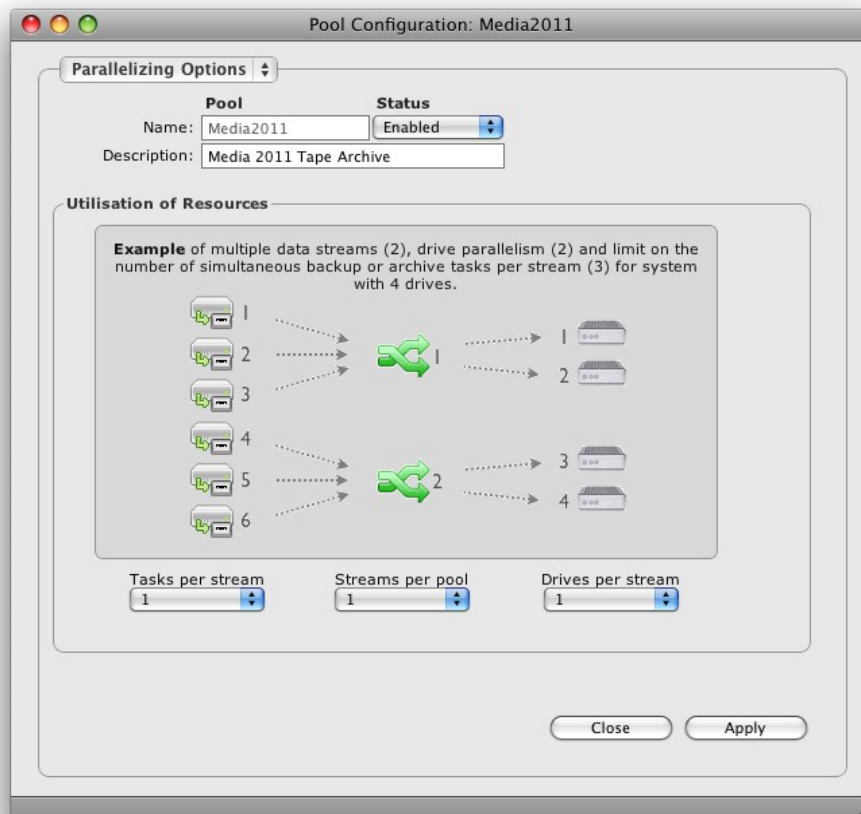 Pool Configuration: Media2011
Parallelizing Options
Pool Status
Name: Media2011 Enabled
Description: Media 2011 Tape Archive
Utilisation of Resources
Example of multiple data streams (2), drive parallelism (2) and limit on the
number of simultaneous backup or archive tasks per stream (3) for system
with 4 drives.
1
2
3
4
5
6
1
2
1
2
3
4
Tasks per stream Streams per pool Drives per stream
1 1 1
Close Apply